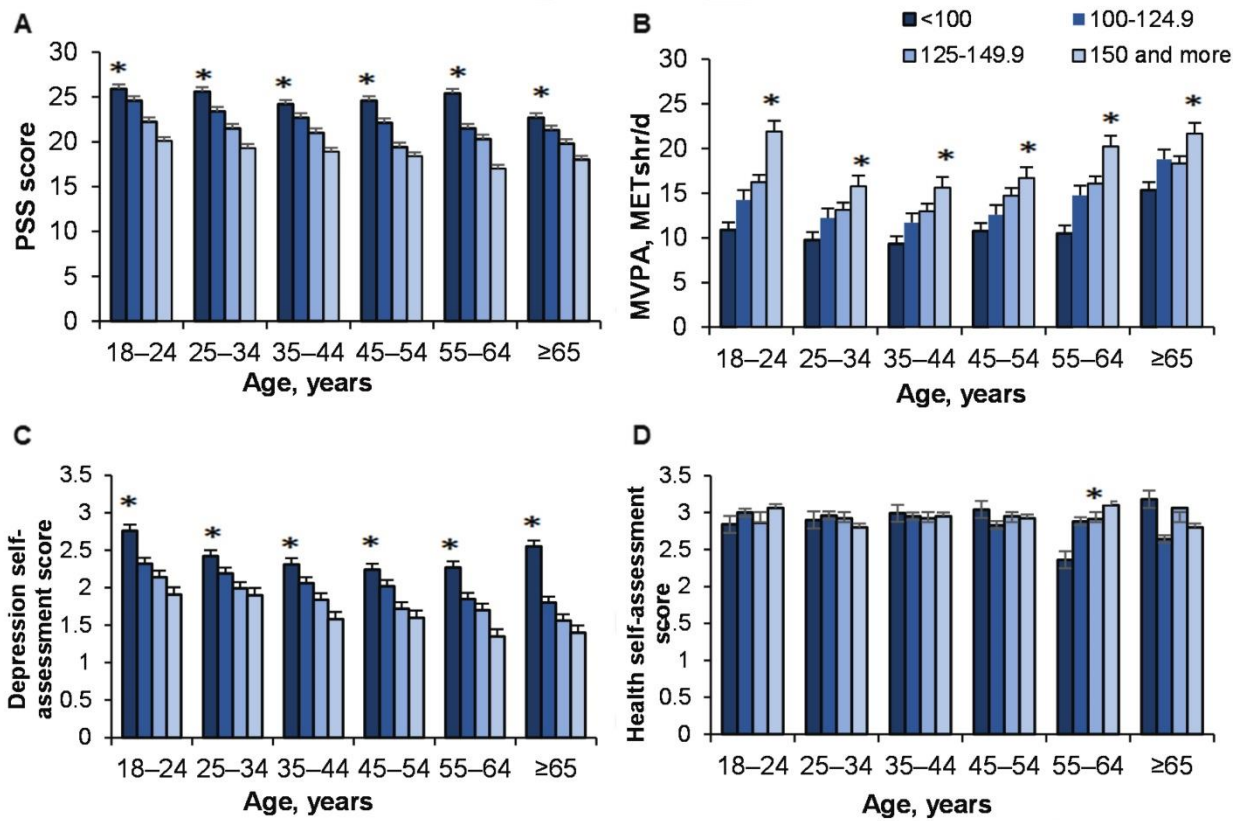 A
PSS score
30
25
20
15
10
5
0
* * * * * *
18–24 25–34 35–44 45–54 55–64 ≥65
Age, years
B
<100 100-124.9
125-149.9 150 and more
MVPA, METshr/d
30
25
20
15
10
5
0
* * * * * *
18–24 25–34 35–44 45–54 55–64 ≥65
Age, years
C
Depression self-
assessment score
3.5
3
2.5
2
1.5
1
0.5
0
* * * * * *
18–24 25–34 35–44 45–54 55–64 ≥65
Age, years
D
Health self-assessment
score
3.5
3
2.5
2
1.5
1
0.5
0
*
18–24 25–34 35–44 45–54 55–64 ≥65
Age, years